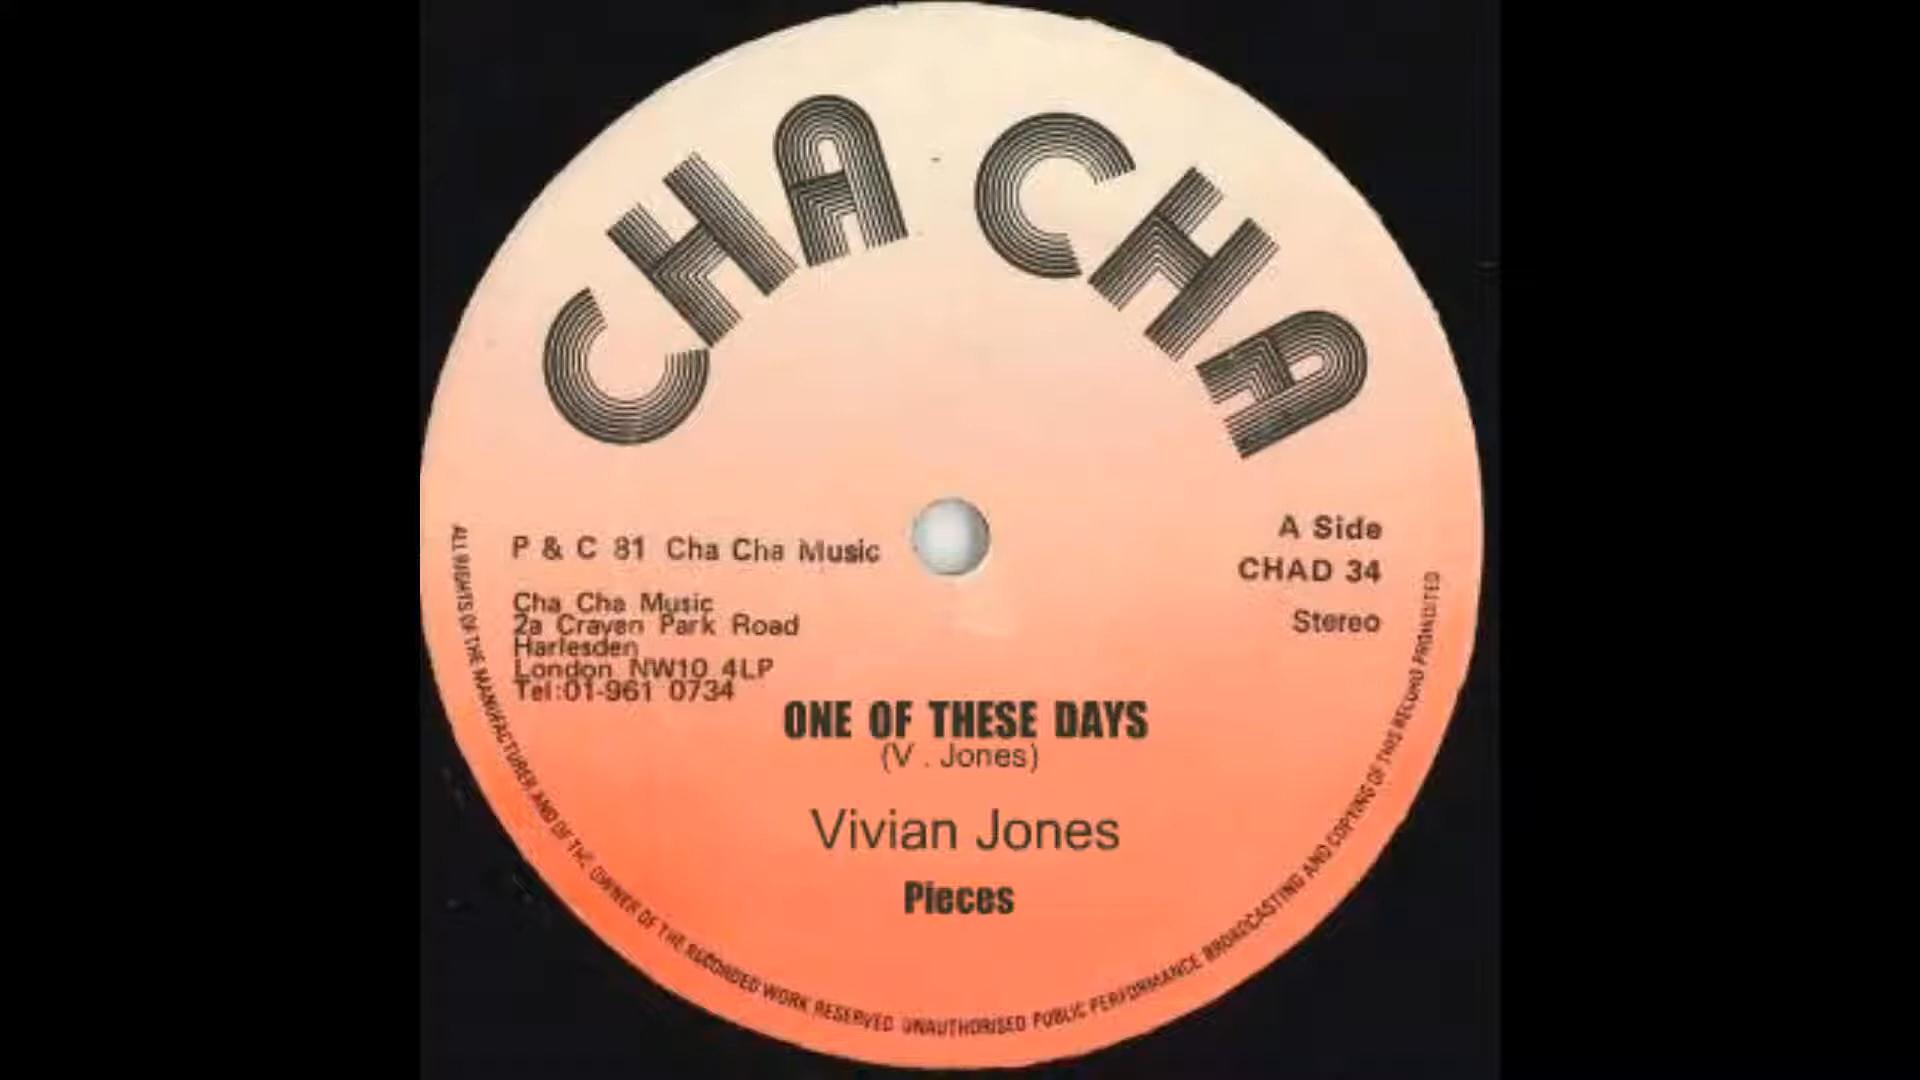 CHA CHA
P & C 81 Cha Cha Music
A Side
CHAD 34
Stereo
Cha Cha Music
2a Craven Park Road
Harlesden
London NW10 4LP
Tel:01-961 0734
ONE OF THESE DAYS
(V . Jones)
Vivian Jones
Pieces
ALL RIGHTS OF THE MANUFACTURER AND OF THE OWNER OF THE RECORDED WORK RESERVED UNAUTHORISED PUBLIC PERFORMANCE BROADCASTING AND COPYING OF THIS RECORD PROHIBITED